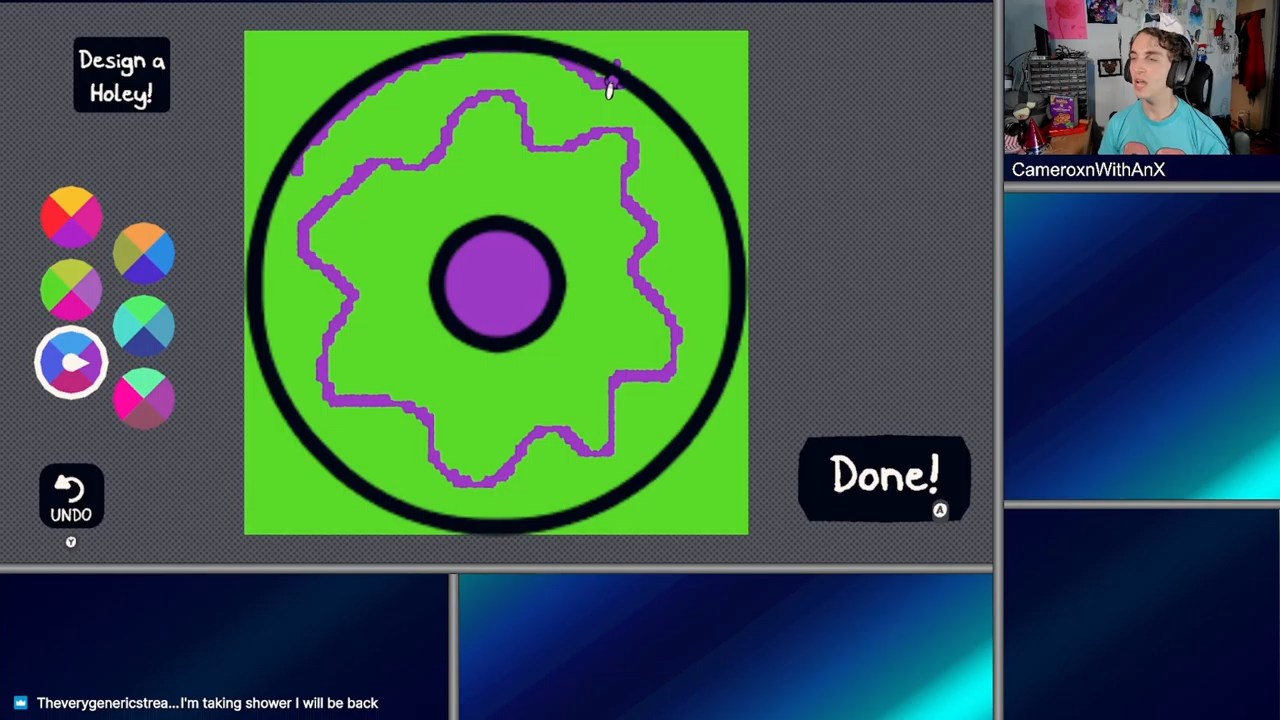 Design a
Holey!
CameroxnWithAnX
UNDO
Y
Done!
A
Theverygenericstrea...I'm taking shower I will be back